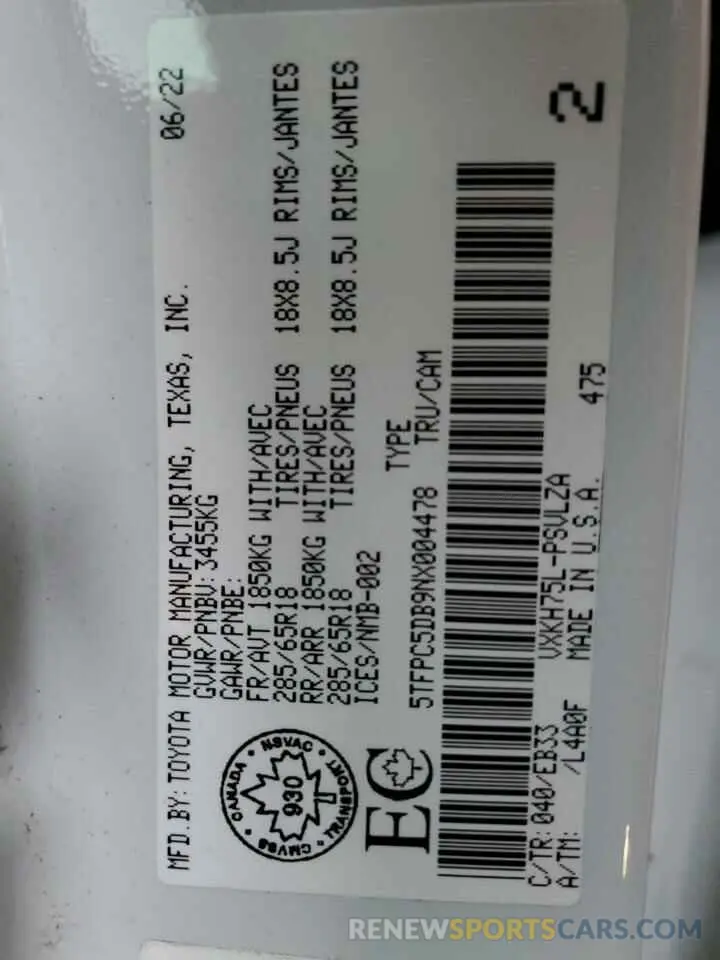 MFD.BY: TOYOTA MOTOR MANUFACTURING, TEXAS, INC. 06/22
GVWR/PNBV: 3455KG
GAWR/PNBE:
FR/AVT 1850KG WITH/AVEC
285/65R18 TIRES/PNEUS 18X8.5J RIMS/JANTES
RR/ARR 1850KG WITH/AVEC
285/65R18 TIRES/PNEUS 18X8.5J RIMS/JANTES
ICES/NMB-002
CANADA • NSVAC • TRANSPORT • CMVSS
930
EC
TYPE
5TFPC5DB9NX004478 TRU/CAM
C/TR: 040/EB33 VXKH75L-PSVLZA
A/TM: /L4A0F MADE IN U.S.A. 475
2
RENEWSPORTSCARS.COM